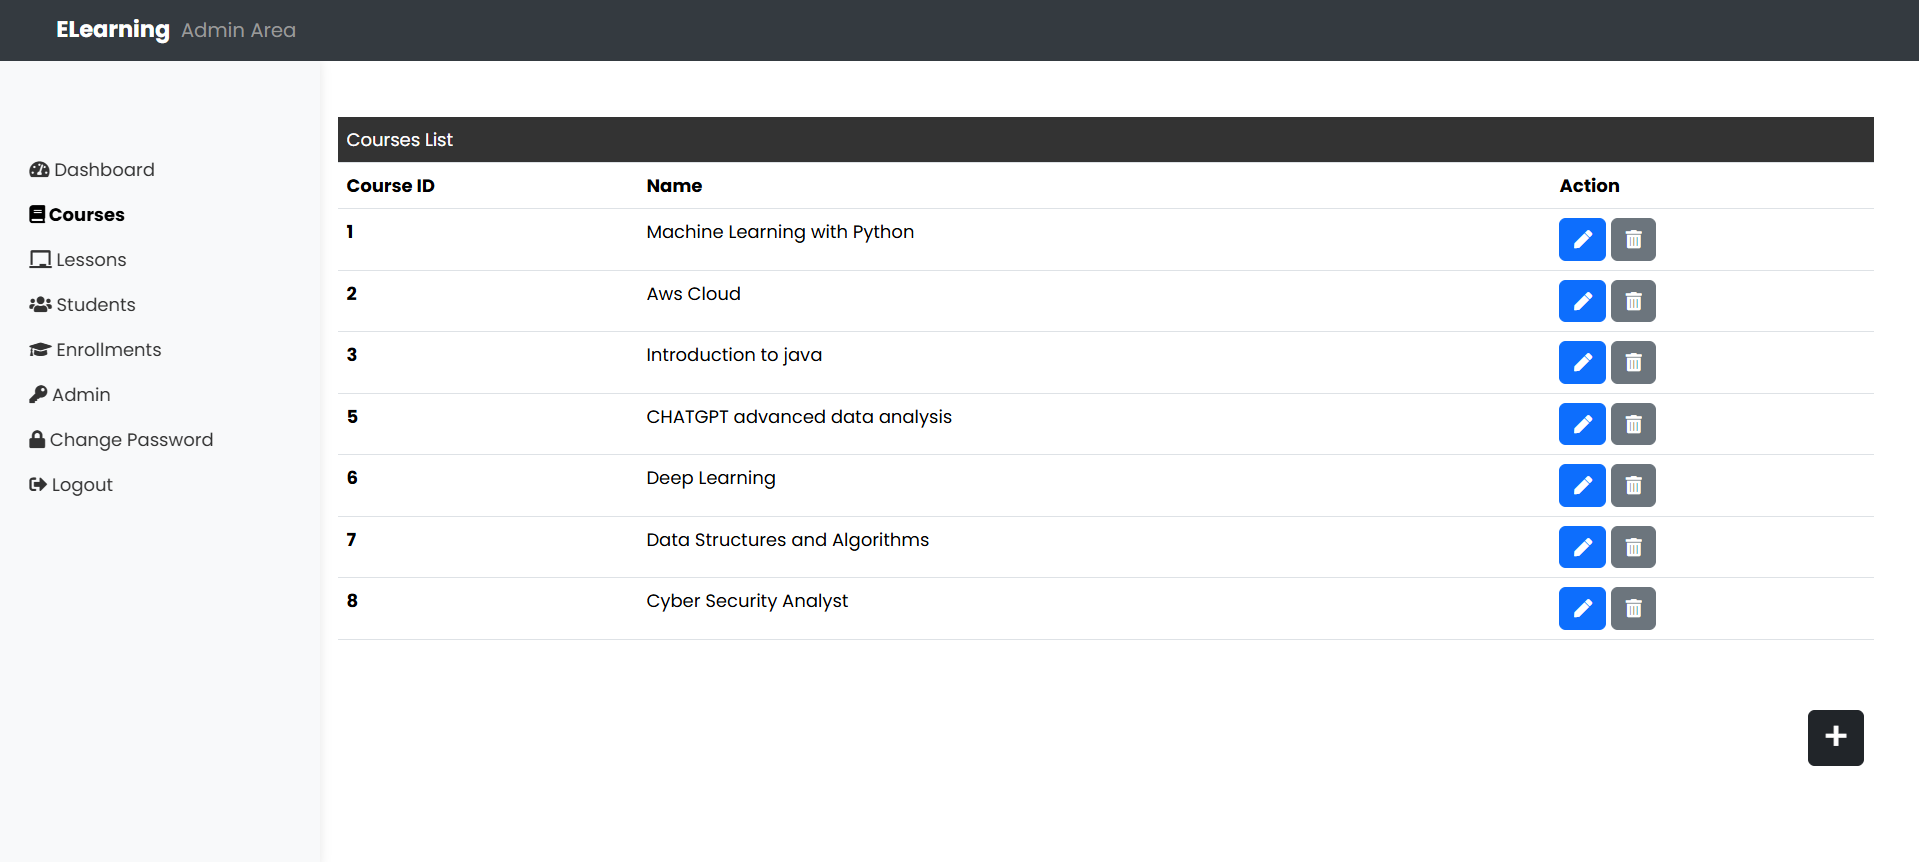 ELearning Admin Area
Dashboard
Courses
Lessons
Students
Enrollments
Admin
Change Password
Logout
Courses List
Course ID Name Action
1 Machine Learning with Python
2 Aws Cloud
3 Introduction to java
5 CHATGPT advanced data analysis
6 Deep Learning
7 Data Structures and Algorithms
8 Cyber Security Analyst